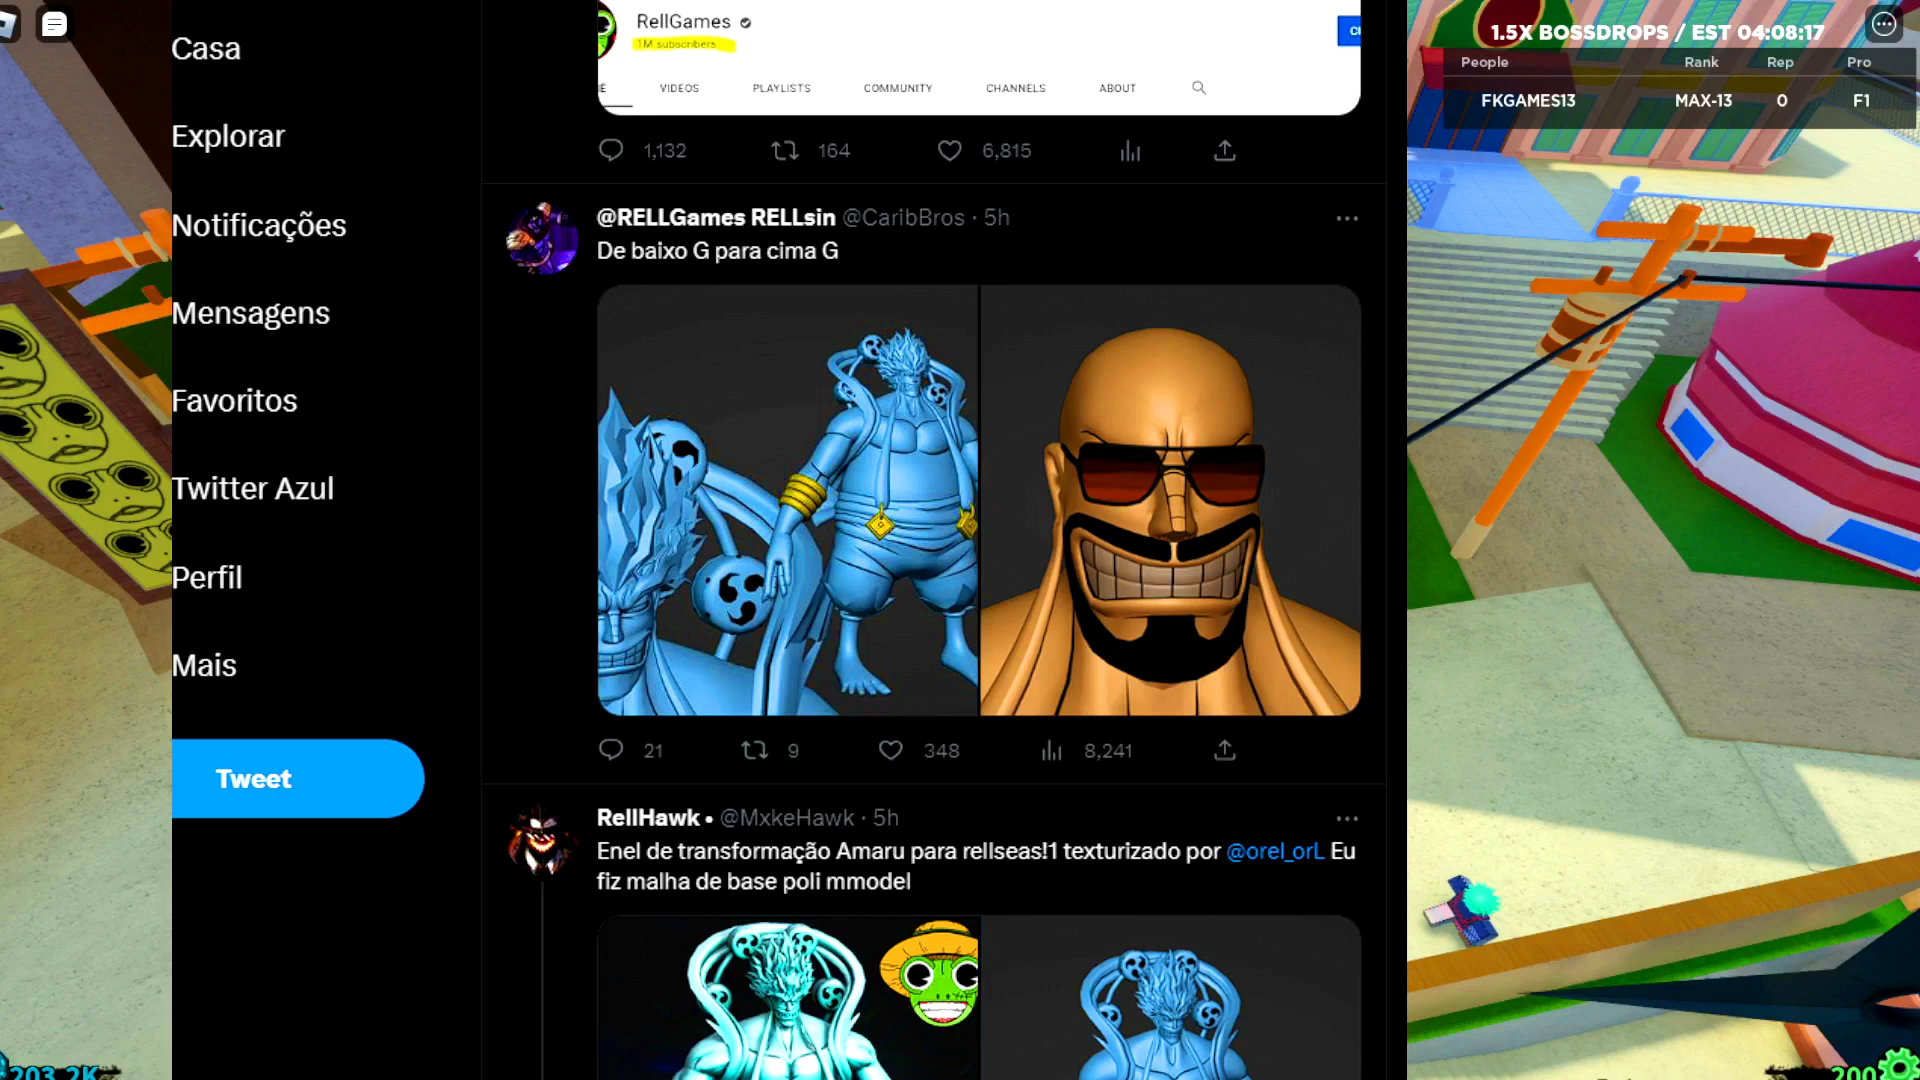 Casa
Explorar
Notificações
Mensagens
Favoritos
Twitter Azul
Perfil
Mais
Tweet
RellGames
1M subscribers
VIDEOS PLAYLISTS COMMUNITY CHANNELS ABOUT
1,132 164 6,815
@RELLGames RELLsin @CaribBros · 5h
De baixo G para cima G
21 9 348 8,241
RellHawk • @MxkeHawk · 5h
Enel de transformação Amaru para rellseas!1 texturizado por @orel_orL Eu
fiz malha de base poli mmodel
1.5X BOSSDROPS / EST 04:08:17
People Rank Rep Pro
FKGAMES13 MAX-13 0 F1
203.2K
200